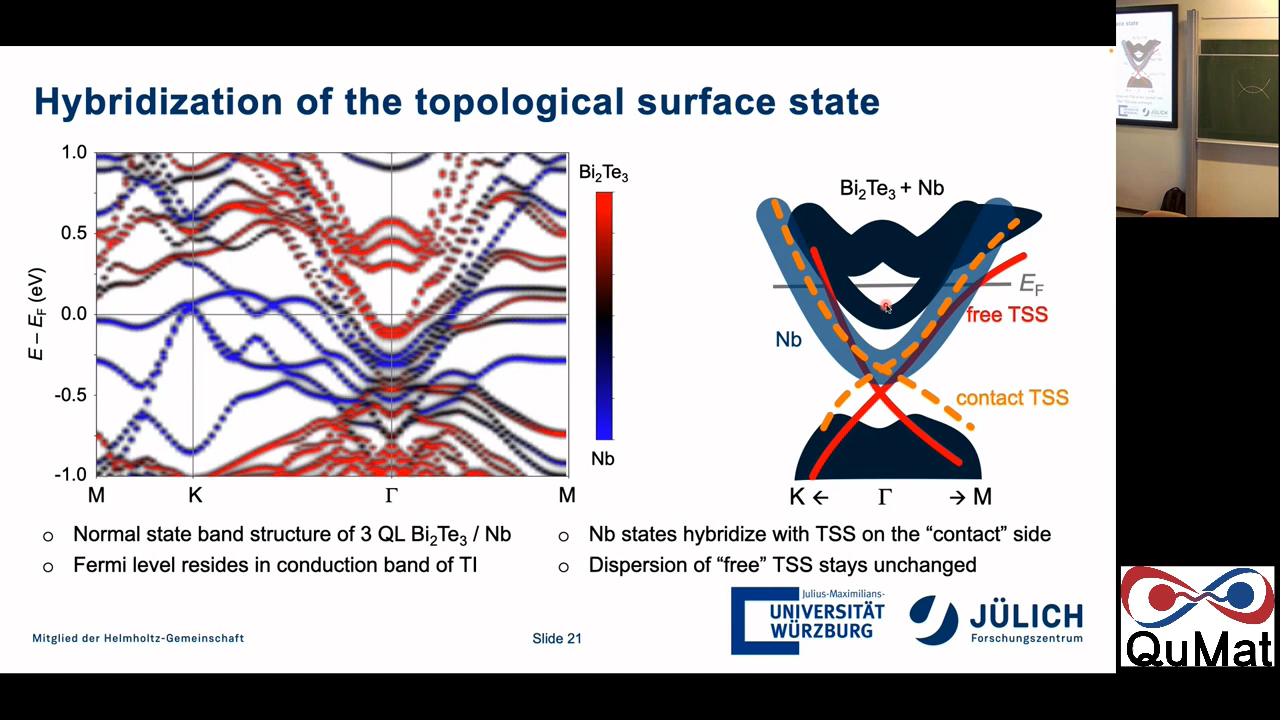 Hybridization of the topological surface state
1.0
0.5
0.0
-0.5
-1.0
E – E_F (eV)
M
K
Γ
M
Bi₂Te₃
Nb
Bi₂Te₃ + Nb
E_F
free TSS
Nb
contact TSS
K ←
Γ
→ M
○ Normal state band structure of 3 QL Bi₂Te₃ / Nb
○ Fermi level resides in conduction band of TI
○ Nb states hybridize with TSS on the “contact” side
○ Dispersion of “free” TSS stays unchanged
Mitglied der Helmholtz-Gemeinschaft
Slide 21
Julius-Maximilians-
UNIVERSITÄT
WÜRZBURG
JÜLICH
Forschungszentrum
QuMat